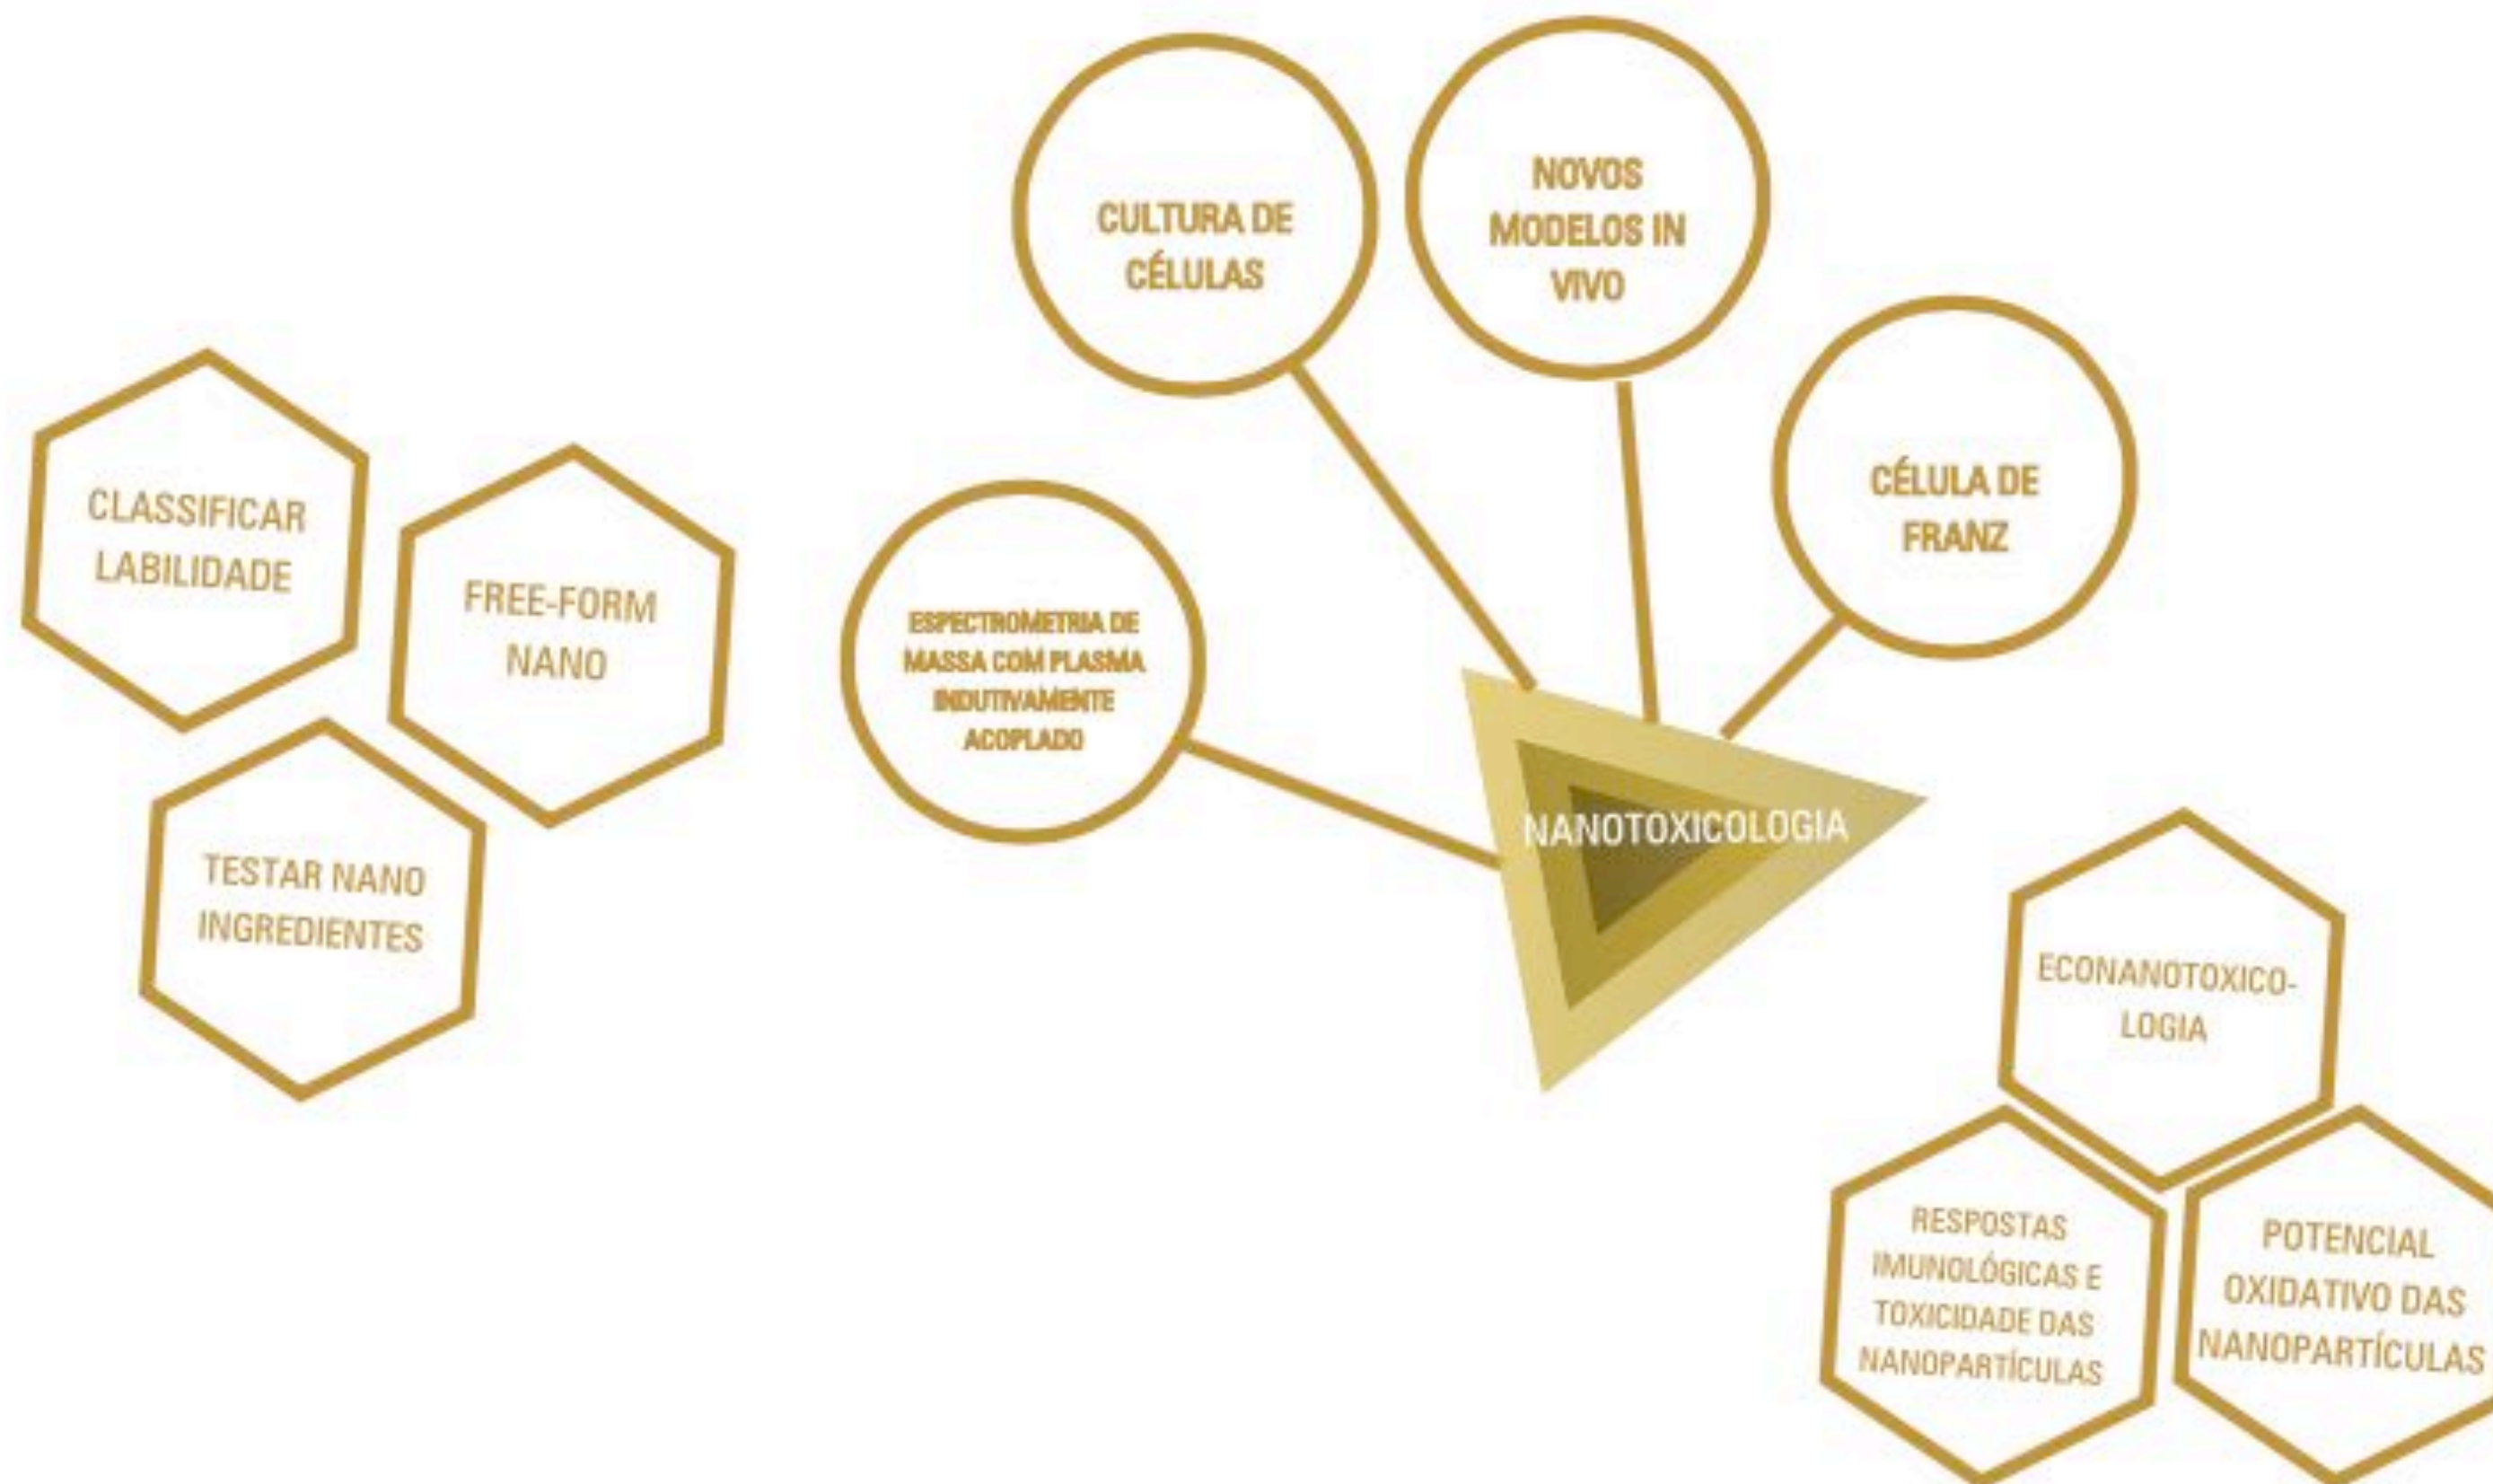 CULTURA DE
CÉLULAS
NOVOS
MODELOS IN
VIVO
CÉLULA DE
FRANZ
CLASSIFICAR
LABILIDADE
FREE-FORM
NANO
TESTAR NANO
INGREDIENTES
ESPECTROMETRIA DE
MASSA COM PLASMA
INDUTIVAMENTE
ACOPLADO
NANOTOXICOLOGIA
ECONANOTOXICO-
LOGIA
RESPOSTAS
IMUNOLÓGICAS E
TOXICIDADE DAS
NANOPARTÍCULAS
POTENCIAL
OXIDATIVO DAS
NANOPARTÍCULAS